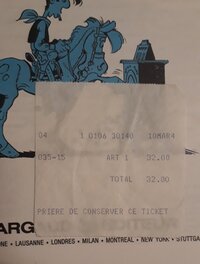 04 1 0106 30140 10MAR4
035-15 ART 1 32.00
TOTAL 32.00
PRIERE DE CONSERVER CE TICKET
ARG
NE • LAUSANNE • LONDRES • MILAN • MONTREAL • NEW YORK • STUTTG